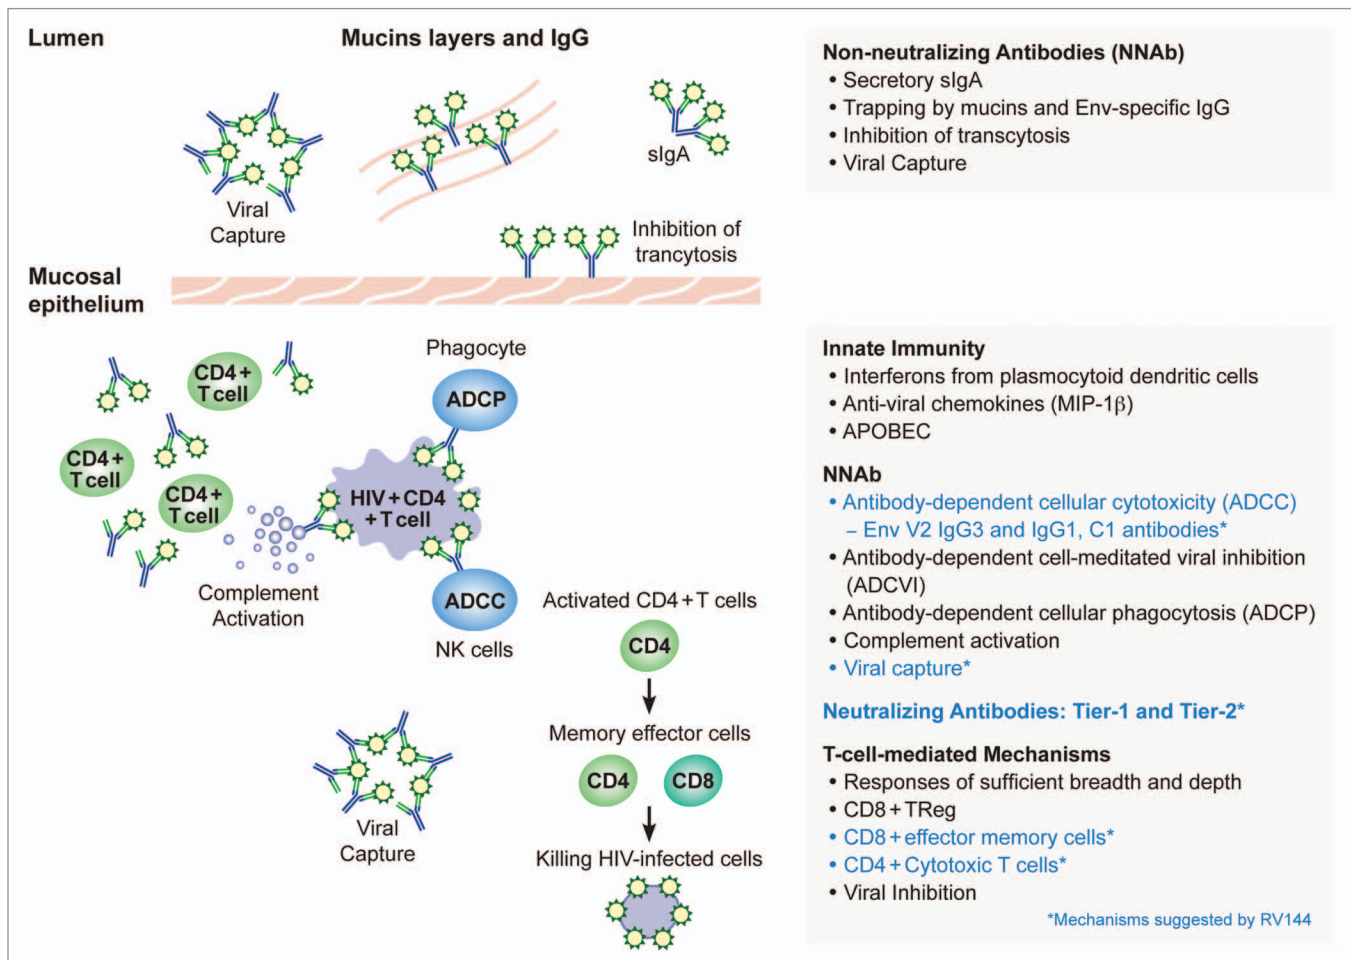 Lumen
Mucins layers and IgG
sIgA
Viral
Capture
Inhibition of
trancytosis
Mucosal
epithelium
Phagocyte
ADCP
CD4+
T cell
CD4+
T cell
CD4+
T cell
HIV+CD4
+T cell
Complement
Activation
ADCC
NK cells
Activated CD4+T cells
CD4
Memory effector cells
CD4
CD8
Viral
Capture
Killing HIV-infected cells
Non-neutralizing Antibodies (NNAb)
• Secretory sIgA
• Trapping by mucins and Env-specific IgG
• Inhibition of transcytosis
• Viral Capture
Innate Immunity
• Interferons from plasmocytoid dendritic cells
• Anti-viral chemokines (MIP-1β)
• APOBEC
NNAb
• Antibody-dependent cellular cytotoxicity (ADCC)
– Env V2 IgG3 and IgG1, C1 antibodies*
• Antibody-dependent cell-meditated viral inhibition
(ADCVI)
• Antibody-dependent cellular phagocytosis (ADCP)
• Complement activation
• Viral capture*
Neutralizing Antibodies: Tier-1 and Tier-2*
T-cell-mediated Mechanisms
• Responses of sufficient breadth and depth
• CD8+TReg
• CD8+effector memory cells*
• CD4+Cytotoxic T cells*
• Viral Inhibition
*Mechanisms suggested by RV144